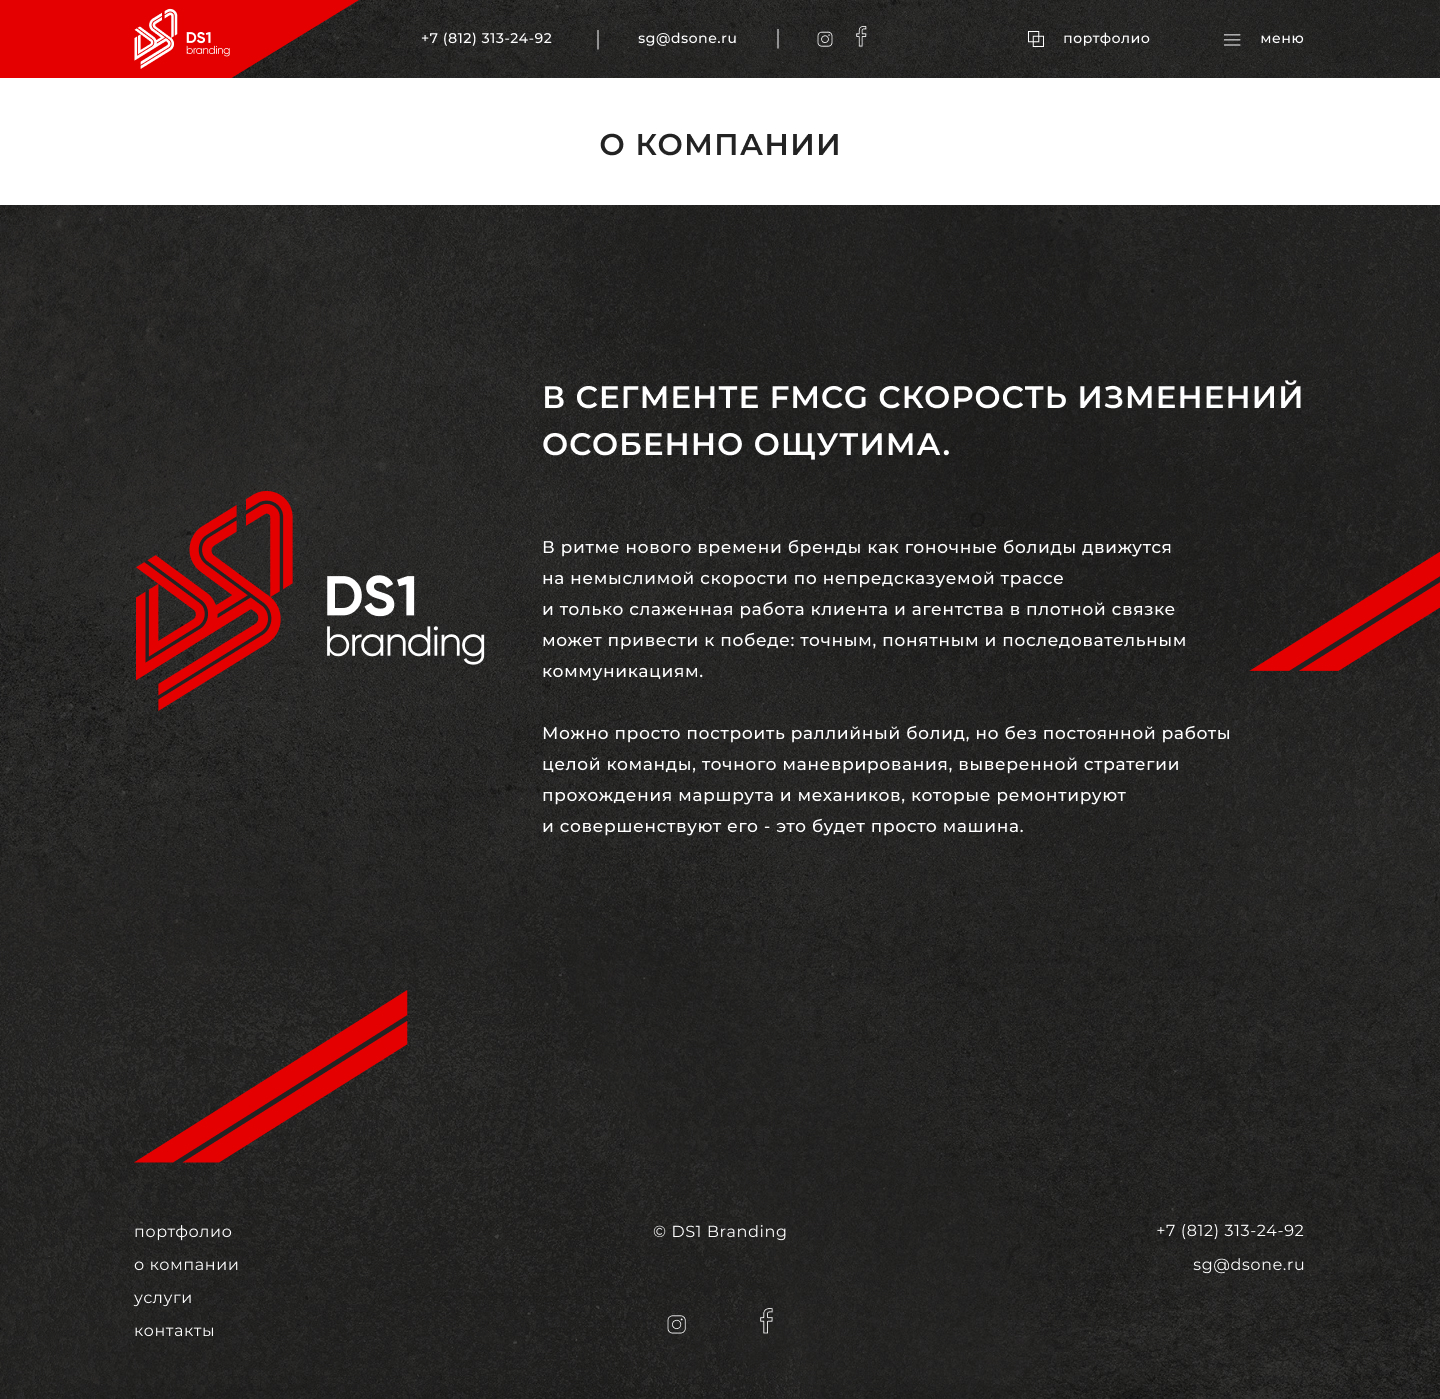 DS1
branding
+7 (812) 313-24-92
sg@dsone.ru
портфолио
меню
О КОМПАНИИ
В СЕГМЕНТЕ FMCG СКОРОСТЬ ИЗМЕНЕНИЙ
ОСОБЕННО ОЩУТИМА.
DS1
branding
В ритме нового времени бренды как гоночные болиды движутся
на немыслимой скорости по непредсказуемой трассе
и только слаженная работа клиента и агентства в плотной связке
может привести к победе: точным, понятным и последовательным
коммуникациям.
Можно просто построить раллийный болид, но без постоянной работы
целой команды, точного маневрирования, выверенной стратегии
прохождения маршрута и механиков, которые ремонтируют
и совершенствуют его - это будет просто машина.
портфолио
о компании
услуги
контакты
© DS1 Branding
+7 (812) 313-24-92
sg@dsone.ru